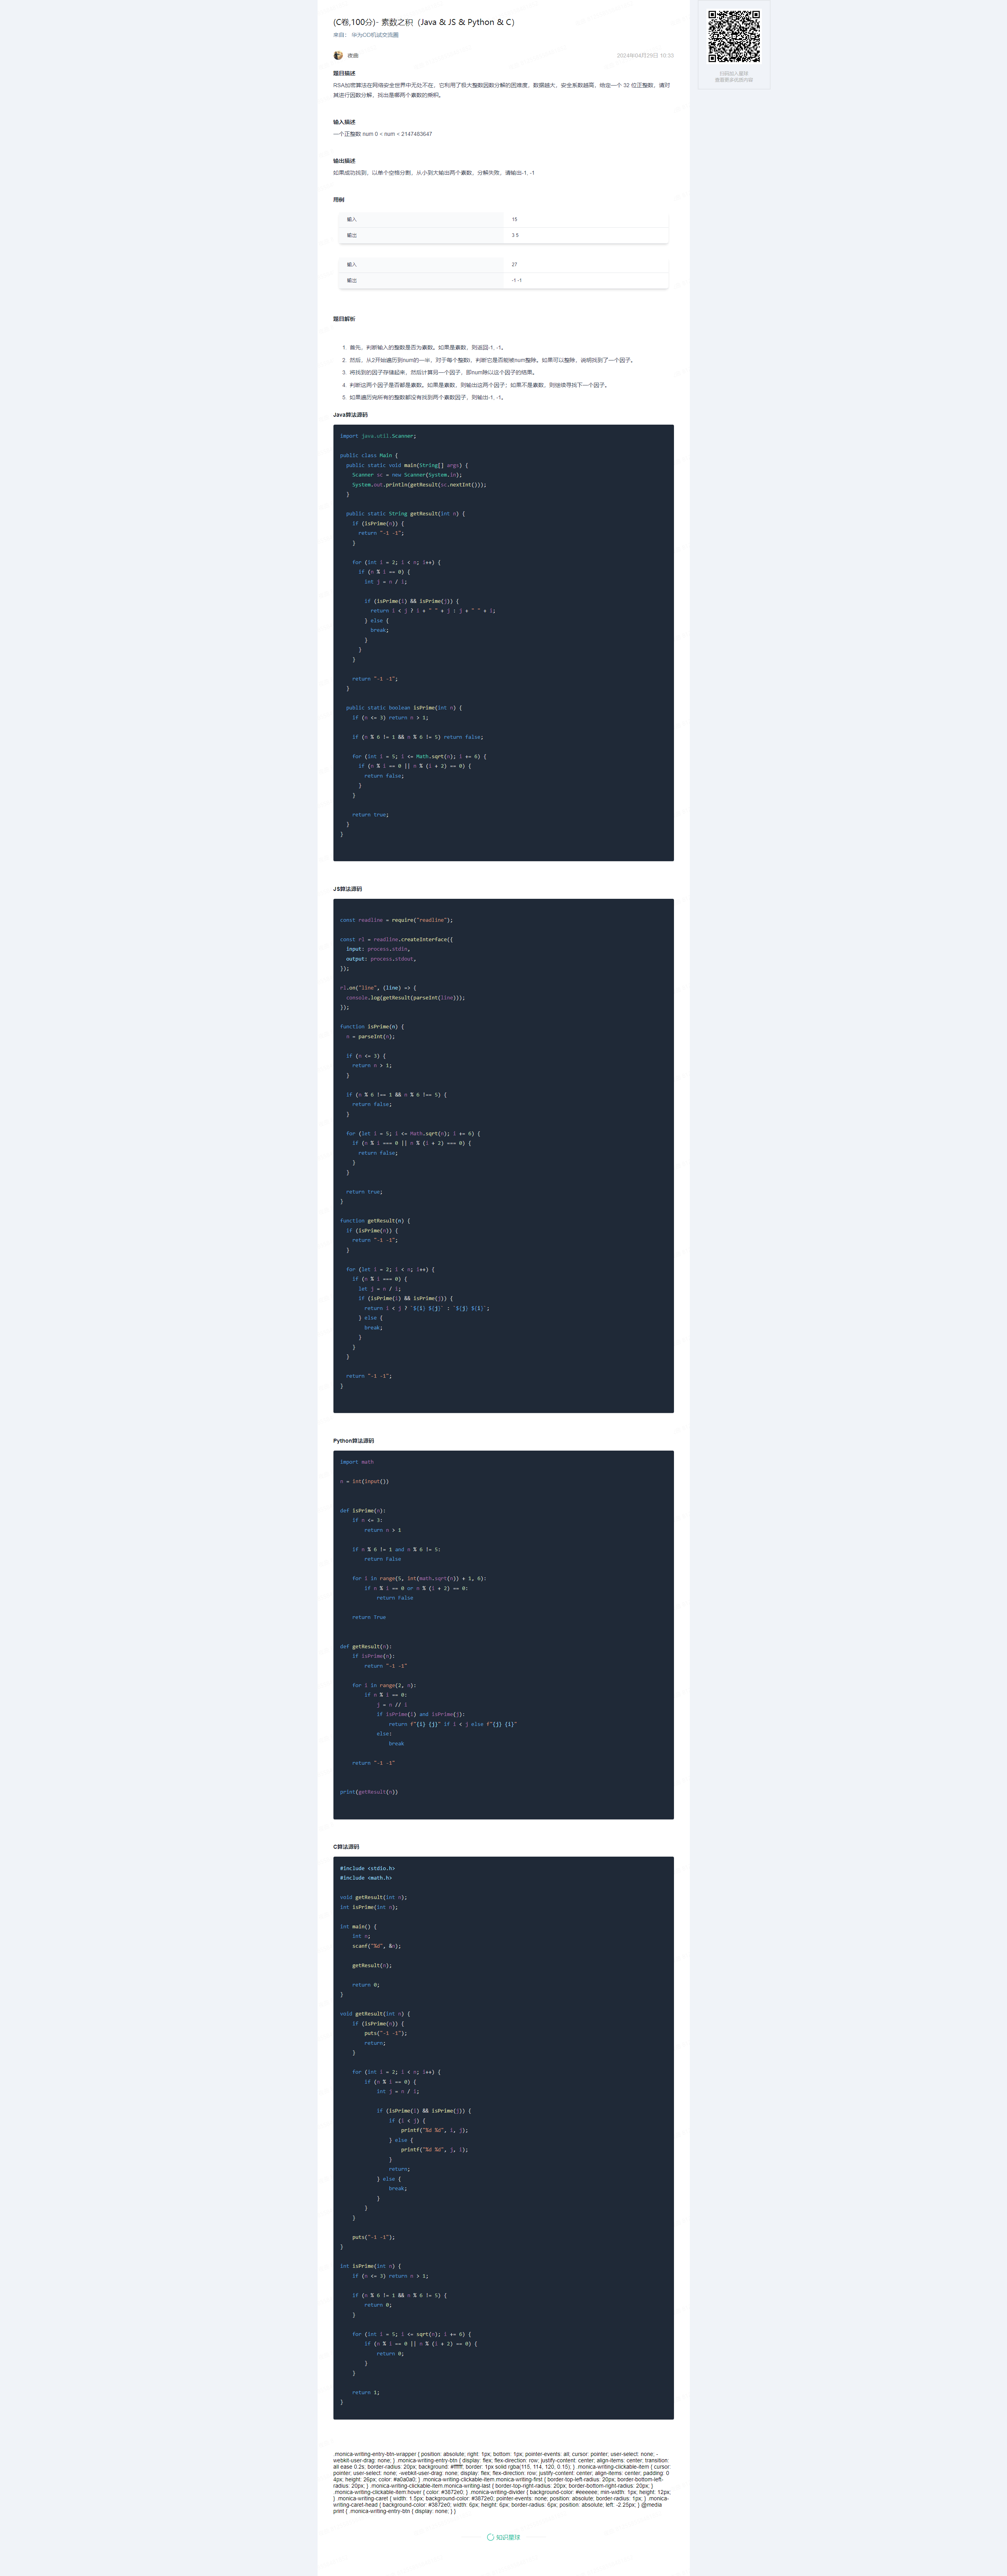 (C卷,100分)- 素数之积（Java & JS & Python & C）
来自： 华为OD机试交流圈
夜曲
2024年04月29日 10:33
扫码加入星球
查看更多优质内容
题目描述
RSA加密算法在网络安全世界中无处不在，它利用了极大整数因数分解的困难度，数据越大，安全系数越高，给定一个 32 位正整数，请对
其进行因数分解，找出是哪两个素数的乘积。
输入描述
一个正整数 num 0 < num < 2147483647
输出描述
如果成功找到，以单个空格分割，从小到大输出两个素数，分解失败，请输出-1, -1
用例
输入 15
输出 3 5
输入 27
输出 -1 -1
题目解析
1. 首先，判断输入的整数是否为素数。如果是素数，则返回-1, -1。
2. 然后，从2开始遍历到num的一半，对于每个整数i，判断它是否能被num整除。如果可以整除，说明找到了一个因子。
3. 将找到的因子存储起来，然后计算另一个因子，即num除以这个因子的结果。
4. 判断这两个因子是否都是素数。如果是素数，则输出这两个因子；如果不是素数，则继续寻找下一个因子。
5. 如果遍历完所有的整数都没有找到两个素数因子，则输出-1, -1。
Java算法源码
import java.util.Scanner;
public class Main {
public static void main(String[] args) {
Scanner sc = new Scanner(System.in);
System.out.println(getResult(sc.nextInt()));
}
public static String getResult(int n) {
if (isPrime(n)) {
return "-1 -1";
}
for (int i = 2; i < n; i++) {
if (n % i == 0) {
int j = n / i;
if (isPrime(i) && isPrime(j)) {
return i < j ? i + " " + j : j + " " + i;
} else {
break;
}
}
}
return "-1 -1";
}
public static boolean isPrime(int n) {
if (n <= 3) return n > 1;
if (n % 6 != 1 && n % 6 != 5) return false;
for (int i = 5; i <= Math.sqrt(n); i += 6) {
if (n % i == 0 || n % (i + 2) == 0) {
return false;
}
}
return true;
}
}
JS算法源码
const readline = require("readline");
const rl = readline.createInterface({
input: process.stdin,
output: process.stdout,
});
rl.on("line", (line) => {
console.log(getResult(parseInt(line)));
});
function isPrime(n) {
n = parseInt(n);
if (n <= 3) {
return n > 1;
}
if (n % 6 !== 1 && n % 6 !== 5) {
return false;
}
for (let i = 5; i <= Math.sqrt(n); i += 6) {
if (n % i === 0 || n % (i + 2) === 0) {
return false;
}
}
return true;
}
function getResult(n) {
if (isPrime(n)) {
return "-1 -1";
}
for (let i = 2; i < n; i++) {
if (n % i === 0) {
let j = n / i;
if (isPrime(i) && isPrime(j)) {
return i < j ? `${i} ${j}` : `${j} ${i}`;
} else {
break;
}
}
}
return "-1 -1";
}
Python算法源码
import math
n = int(input())
def isPrime(n):
if n <= 3:
return n > 1
if n % 6 != 1 and n % 6 != 5:
return False
for i in range(5, int(math.sqrt(n)) + 1, 6):
if n % i == 0 or n % (i + 2) == 0:
return False
return True
def getResult(n):
if isPrime(n):
return "-1 -1"
for i in range(2, n):
if n % i == 0:
j = n // i
if isPrime(i) and isPrime(j):
return f"{i} {j}" if i < j else f"{j} {i}"
else:
break
return "-1 -1"
print(getResult(n))
C算法源码
#include <stdio.h>
#include <math.h>
void getResult(int n);
int isPrime(int n);
int main() {
int n;
scanf("%d", &n);
getResult(n);
return 0;
}
void getResult(int n) {
if (isPrime(n)) {
puts("-1 -1");
return;
}
for (int i = 2; i < n; i++) {
if (n % i == 0) {
int j = n / i;
if (isPrime(i) && isPrime(j)) {
if (i < j) {
printf("%d %d", i, j);
} else {
printf("%d %d", j, i);
}
return;
} else {
break;
}
}
}
puts("-1 -1");
}
int isPrime(int n) {
if (n <= 3) return n > 1;
if (n % 6 != 1 && n % 6 != 5) {
return 0;
}
for (int i = 5; i <= sqrt(n); i += 6) {
if (n % i == 0 || n % (i + 2) == 0) {
return 0;
}
}
return 1;
}
.monica-writing-entry-btn-wrapper { position: absolute; right: 1px; bottom: 1px; pointer-events: all; cursor: pointer; user-select: none; -
webkit-user-drag: none; } .monica-writing-entry-btn { display: flex; flex-direction: row; justify-content: center; align-items: center; transition:
all ease 0.2s; border-radius: 20px; background: #ffffff; border: 1px solid rgba(115, 114, 120, 0.15); } .monica-writing-clickable-item { cursor:
pointer; user-select: none; -webkit-user-drag: none; display: flex; flex-direction: row; justify-content: center; align-items: center; padding: 0
4px; height: 26px; color: #a0a0a0; } .monica-writing-clickable-item.monica-writing-first { border-top-left-radius: 20px; border-bottom-left-
radius: 20px; } .monica-writing-clickable-item.monica-writing-last { border-top-right-radius: 20px; border-bottom-right-radius: 20px; }
.monica-writing-clickable-item:hover { color: #3872e0; } .monica-writing-divider { background-color: #eeeeee; min-width: 1px; height: 12px;
} .monica-writing-caret { width: 1.5px; background-color: #3872e0; pointer-events: none; position: absolute; border-radius: 1px; } .monica-
writing-caret-head { background-color: #3872e0; width: 6px; height: 6px; border-radius: 6px; position: absolute; left: -2.25px; } @media
print { .monica-writing-entry-btn { display: none; } }
知识星球